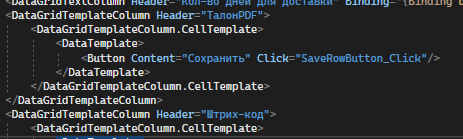 <DataGridTextColumn Header="Кол-во дней для доставки" Binding="{Binding
<DataGridTemplateColumn Header="ТалонPDF">
<DataGridTemplateColumn.CellTemplate>
<DataTemplate>
<Button Content="Сохранить" Click="SaveRowButton_Click"/>
</DataTemplate>
</DataGridTemplateColumn.CellTemplate>
</DataGridTemplateColumn>
<DataGridTemplateColumn Header="Штрих-код">
<DataGridTemplateColumn.CellTemplate>